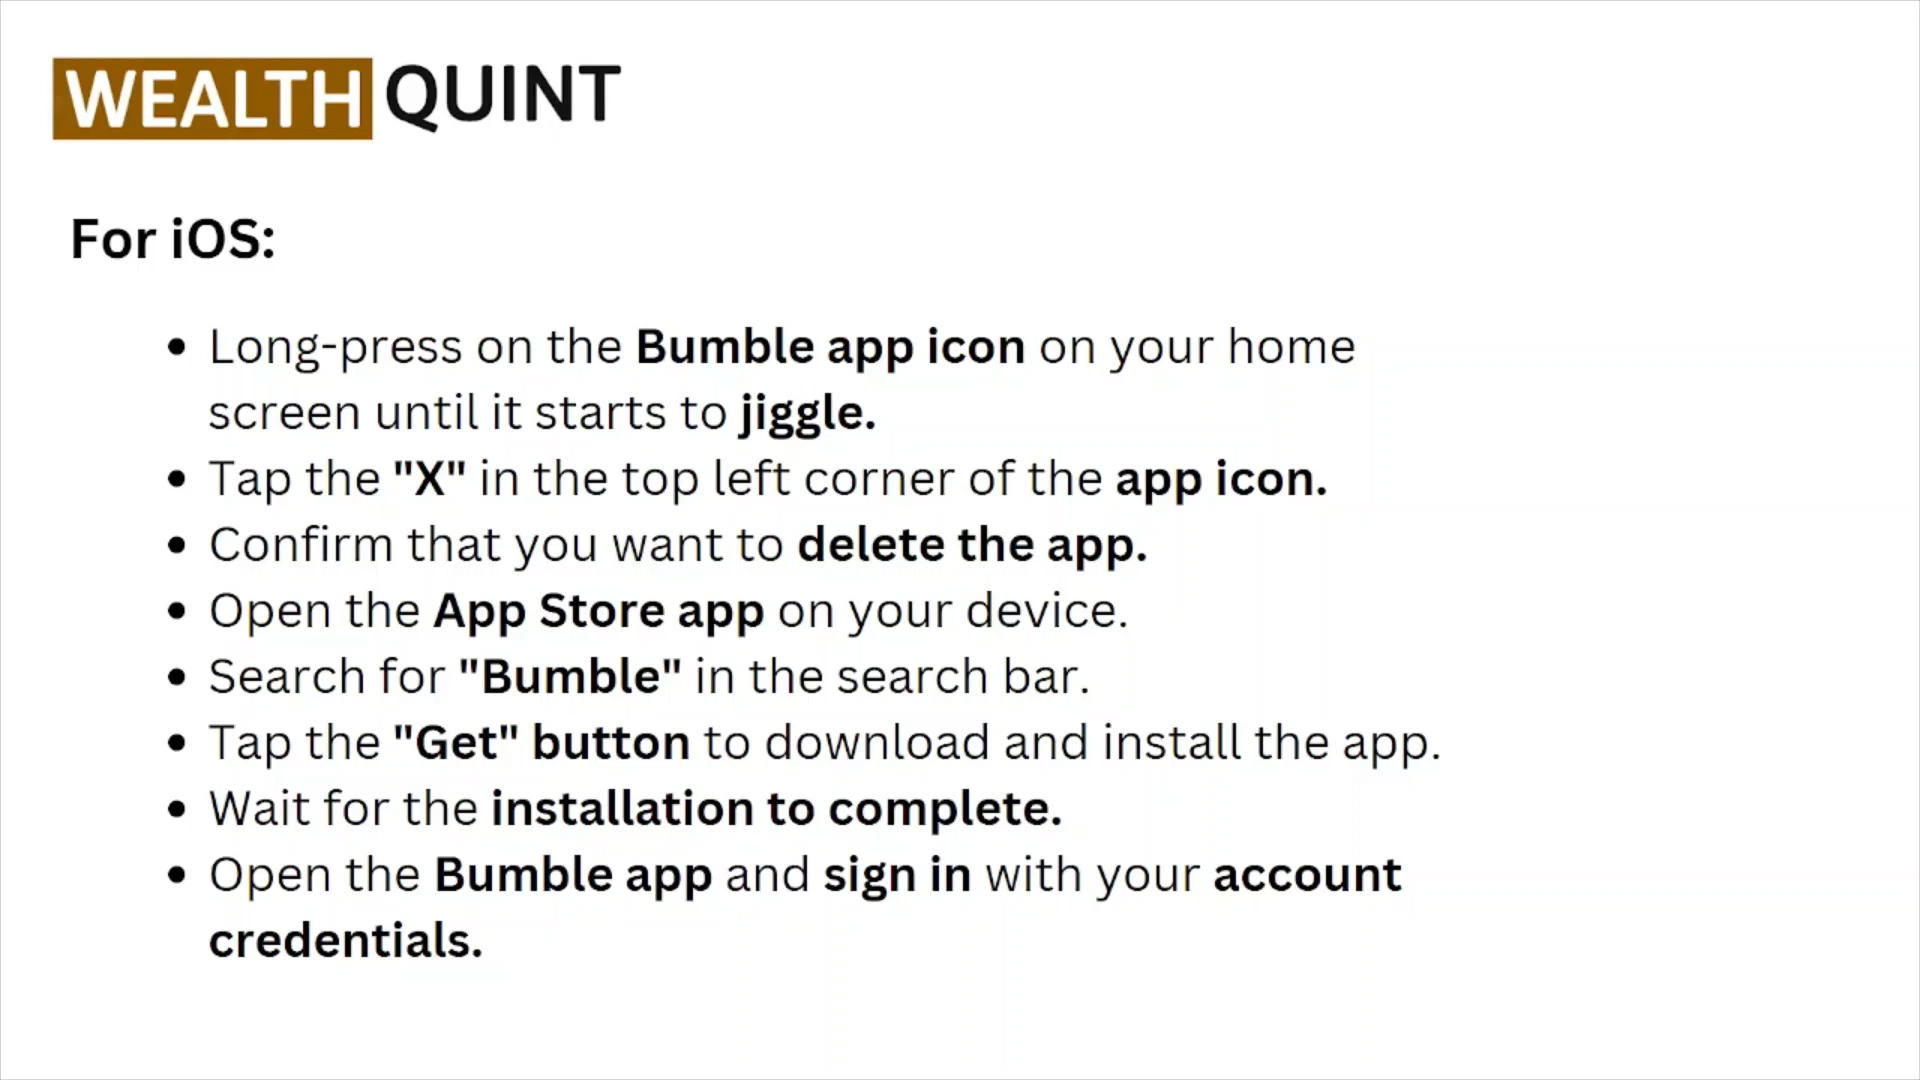 WEALTH QUINT
For iOS:
• Long-press on the Bumble app icon on your home
screen until it starts to jiggle.
• Tap the "X" in the top left corner of the app icon.
• Confirm that you want to delete the app.
• Open the App Store app on your device.
• Search for "Bumble" in the search bar.
• Tap the "Get" button to download and install the app.
• Wait for the installation to complete.
• Open the Bumble app and sign in with your account
credentials.